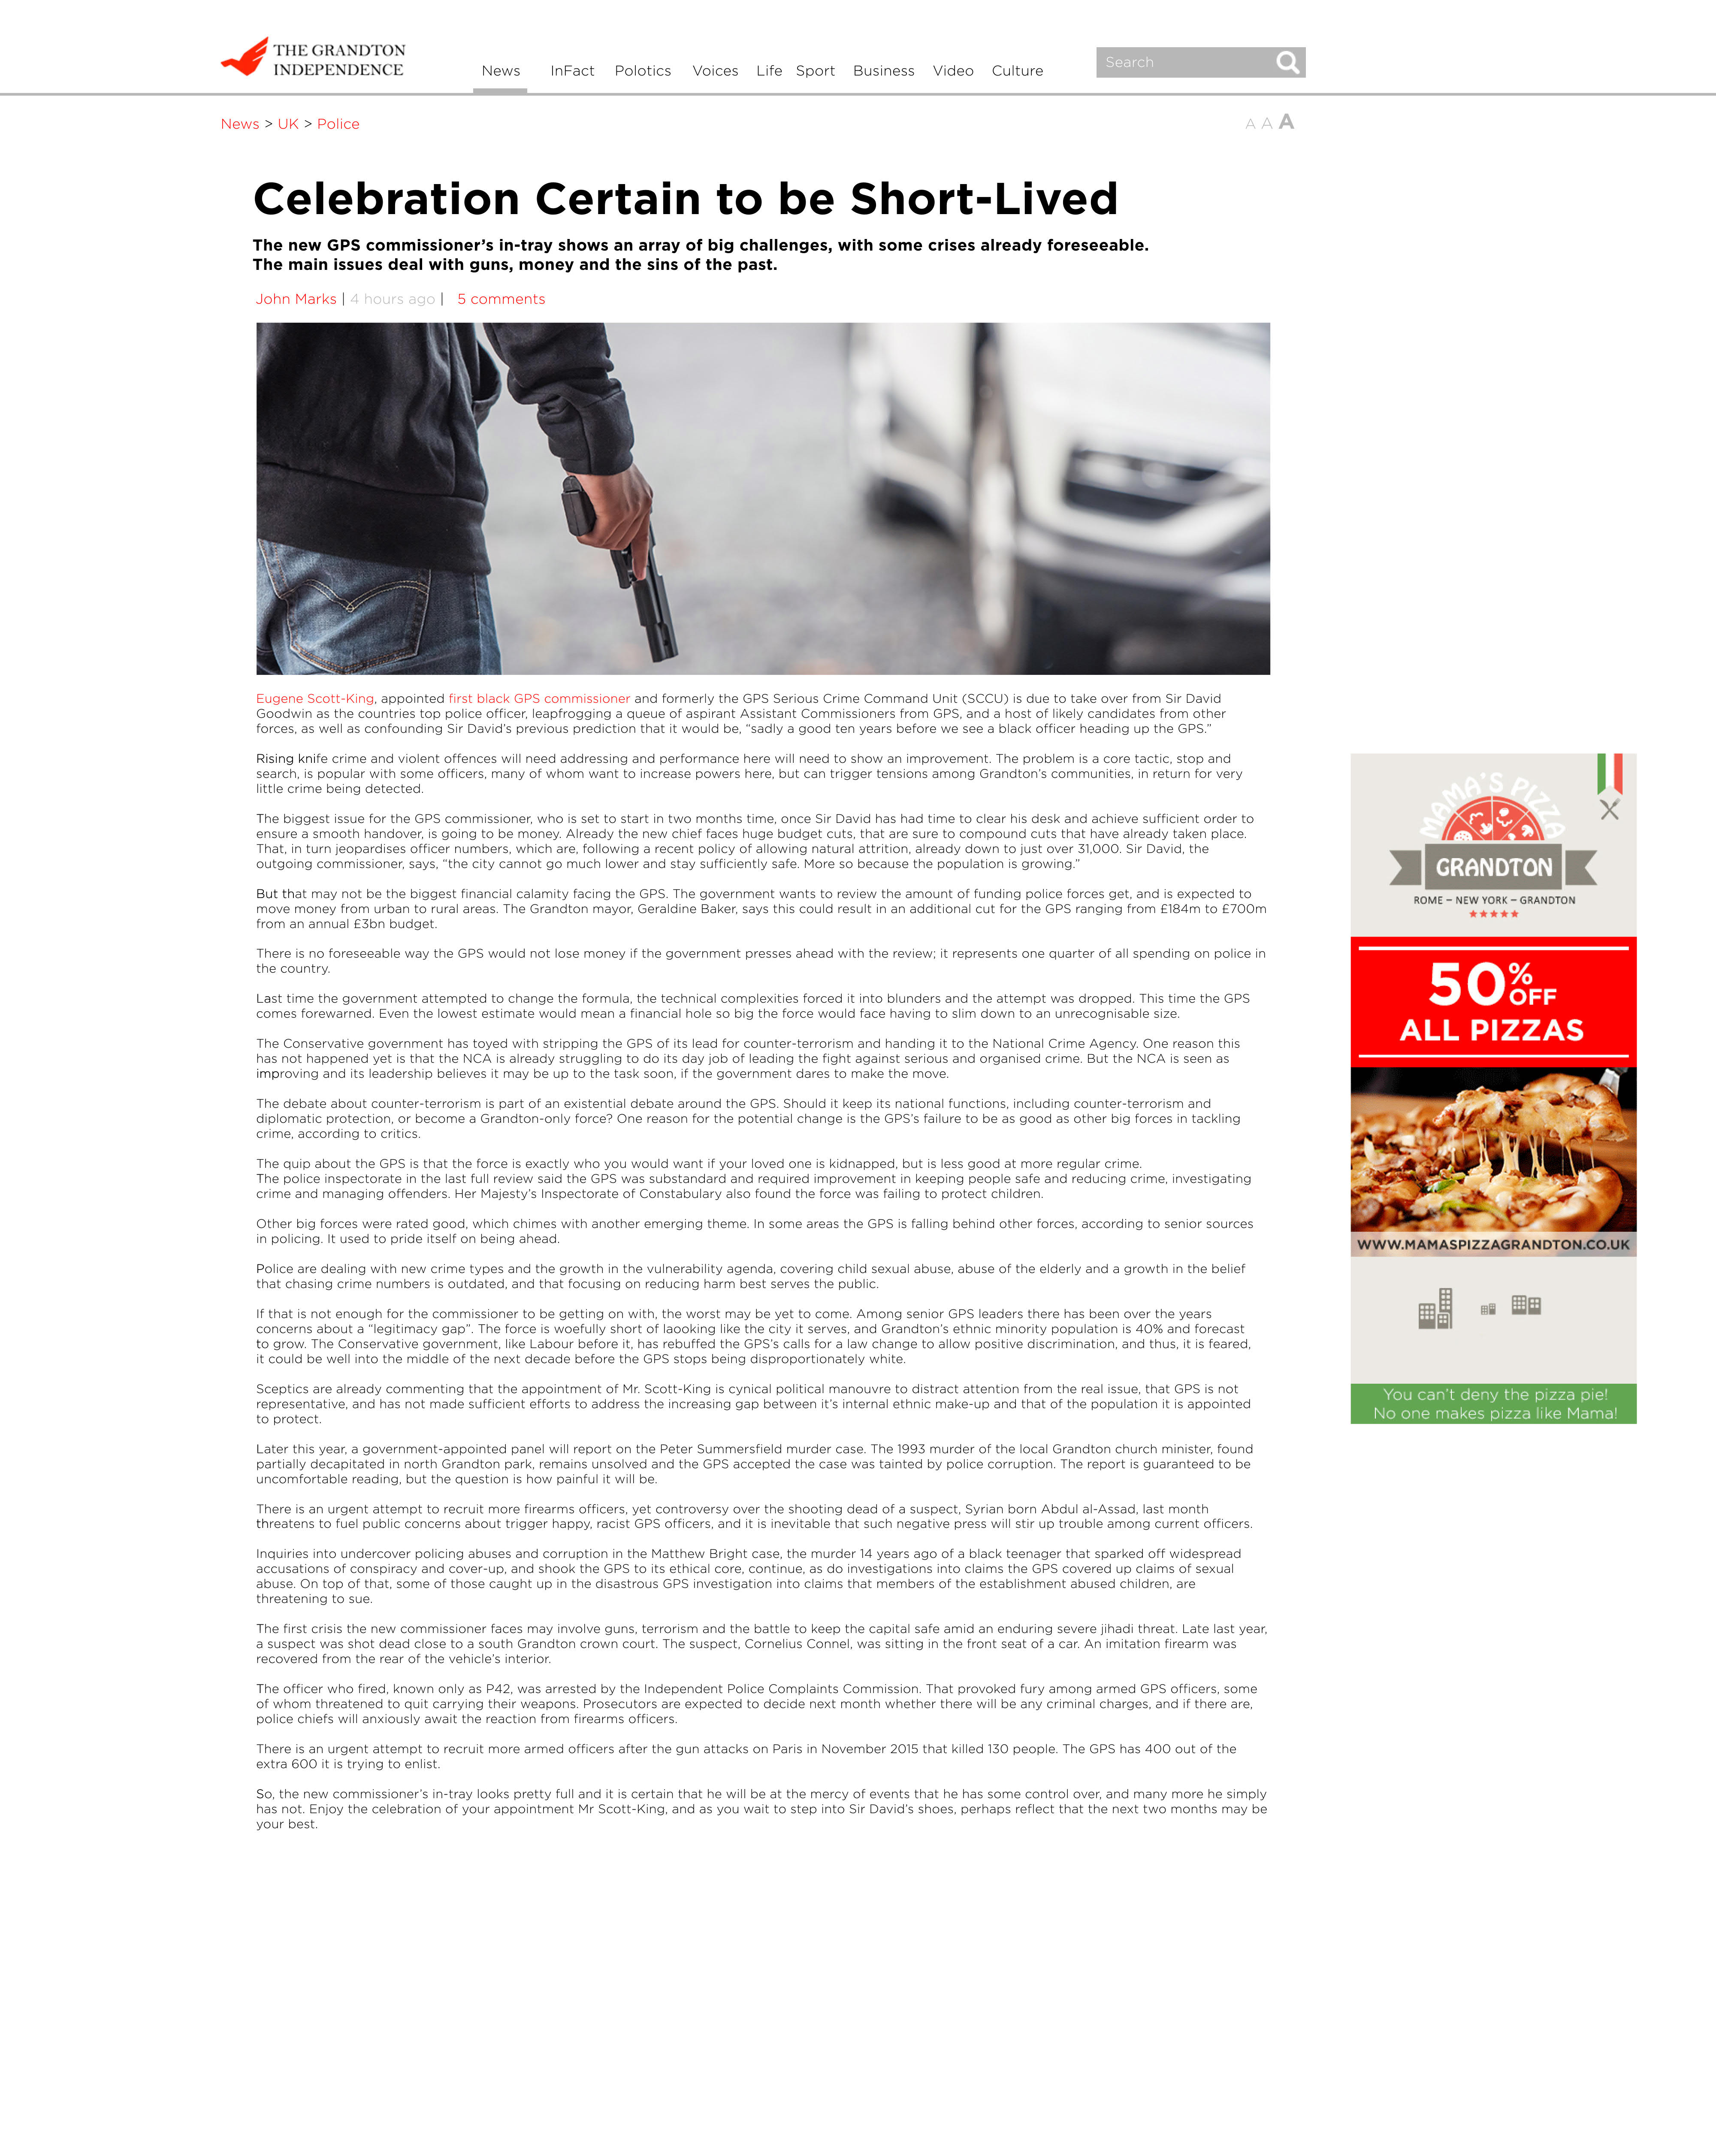 THE GRANDTON
INDEPENDENCE
News InFact Polotics Voices Life Sport Business Video Culture
Search
News > UK > Police
A A A
Celebration Certain to be Short-Lived
The new GPS commissioner’s in-tray shows an array of big challenges, with some crises already foreseeable.
The main issues deal with guns, money and the sins of the past.
John Marks | 4 hours ago | 5 comments
Eugene Scott-King, appointed first black GPS commissioner and formerly the GPS Serious Crime Command Unit (SCCU) is due to take over from Sir David
Goodwin as the countries top police officer, leapfrogging a queue of aspirant Assistant Commissioners from GPS, and a host of likely candidates from other
forces, as well as confounding Sir David’s previous prediction that it would be, “sadly a good ten years before we see a black officer heading up the GPS.”
Rising knife crime and violent offences will need addressing and performance here will need to show an improvement. The problem is a core tactic, stop and
search, is popular with some officers, many of whom want to increase powers here, but can trigger tensions among Grandton’s communities, in return for very
little crime being detected.
The biggest issue for the GPS commissioner, who is set to start in two months time, once Sir David has had time to clear his desk and achieve sufficient order to
ensure a smooth handover, is going to be money. Already the new chief faces huge budget cuts, that are sure to compound cuts that have already taken place.
That, in turn jeopardises officer numbers, which are, following a recent policy of allowing natural attrition, already down to just over 31,000. Sir David, the
outgoing commissioner, says, “the city cannot go much lower and stay sufficiently safe. More so because the population is growing.”
But that may not be the biggest financial calamity facing the GPS. The government wants to review the amount of funding police forces get, and is expected to
move money from urban to rural areas. The Grandton mayor, Geraldine Baker, says this could result in an additional cut for the GPS ranging from £184m to £700m
from an annual £3bn budget.
There is no foreseeable way the GPS would not lose money if the government presses ahead with the review; it represents one quarter of all spending on police in
the country.
Last time the government attempted to change the formula, the technical complexities forced it into blunders and the attempt was dropped. This time the GPS
comes forewarned. Even the lowest estimate would mean a financial hole so big the force would face having to slim down to an unrecognisable size.
The Conservative government has toyed with stripping the GPS of its lead for counter-terrorism and handing it to the National Crime Agency. One reason this
has not happened yet is that the NCA is already struggling to do its day job of leading the fight against serious and organised crime. But the NCA is seen as
improving and its leadership believes it may be up to the task soon, if the government dares to make the move.
The debate about counter-terrorism is part of an existential debate around the GPS. Should it keep its national functions, including counter-terrorism and
diplomatic protection, or become a Grandton-only force? One reason for the potential change is the GPS’s failure to be as good as other big forces in tackling
crime, according to critics.
The quip about the GPS is that the force is exactly who you would want if your loved one is kidnapped, but is less good at more regular crime.
The police inspectorate in the last full review said the GPS was substandard and required improvement in keeping people safe and reducing crime, investigating
crime and managing offenders. Her Majesty’s Inspectorate of Constabulary also found the force was failing to protect children.
Other big forces were rated good, which chimes with another emerging theme. In some areas the GPS is falling behind other forces, according to senior sources
in policing. It used to pride itself on being ahead.
Police are dealing with new crime types and the growth in the vulnerability agenda, covering child sexual abuse, abuse of the elderly and a growth in the belief
that chasing crime numbers is outdated, and that focusing on reducing harm best serves the public.
If that is not enough for the commissioner to be getting on with, the worst may be yet to come. Among senior GPS leaders there has been over the years
concerns about a “legitimacy gap”. The force is woefully short of laooking like the city it serves, and Grandton’s ethnic minority population is 40% and forecast
to grow. The Conservative government, like Labour before it, has rebuffed the GPS’s calls for a law change to allow positive discrimination, and thus, it is feared,
it could be well into the middle of the next decade before the GPS stops being disproportionately white.
Sceptics are already commenting that the appointment of Mr. Scott-King is cynical political manouvre to distract attention from the real issue, that GPS is not
representative, and has not made sufficient efforts to address the increasing gap between it’s internal ethnic make-up and that of the population it is appointed
to protect.
Later this year, a government-appointed panel will report on the Peter Summersfield murder case. The 1993 murder of the local Grandton church minister, found
partially decapitated in north Grandton park, remains unsolved and the GPS accepted the case was tainted by police corruption. The report is guaranteed to be
uncomfortable reading, but the question is how painful it will be.
There is an urgent attempt to recruit more firearms officers, yet controversy over the shooting dead of a suspect, Syrian born Abdul al-Assad, last month
threatens to fuel public concerns about trigger happy, racist GPS officers, and it is inevitable that such negative press will stir up trouble among current officers.
Inquiries into undercover policing abuses and corruption in the Matthew Bright case, the murder 14 years ago of a black teenager that sparked off widespread
accusations of conspiracy and cover-up, and shook the GPS to its ethical core, continue, as do investigations into claims the GPS covered up claims of sexual
abuse. On top of that, some of those caught up in the disastrous GPS investigation into claims that members of the establishment abused children, are
threatening to sue.
The first crisis the new commissioner faces may involve guns, terrorism and the battle to keep the capital safe amid an enduring severe jihadi threat. Late last year,
a suspect was shot dead close to a south Grandton crown court. The suspect, Cornelius Connel, was sitting in the front seat of a car. An imitation firearm was
recovered from the rear of the vehicle’s interior.
The officer who fired, known only as P42, was arrested by the Independent Police Complaints Commission. That provoked fury among armed GPS officers, some
of whom threatened to quit carrying their weapons. Prosecutors are expected to decide next month whether there will be any criminal charges, and if there are,
police chiefs will anxiously await the reaction from firearms officers.
There is an urgent attempt to recruit more armed officers after the gun attacks on Paris in November 2015 that killed 130 people. The GPS has 400 out of the
extra 600 it is trying to enlist.
So, the new commissioner’s in-tray looks pretty full and it is certain that he will be at the mercy of events that he has some control over, and many more he simply
has not. Enjoy the celebration of your appointment Mr Scott-King, and as you wait to step into Sir David’s shoes, perhaps reflect that the next two months may be
your best.
MAMA'S PIZZA
GRANDTON
ROME – NEW YORK – GRANDTON
50% OFF
ALL PIZZAS
WWW.MAMASPIZZAGRANDTON.CO.UK
You can’t deny the pizza pie!
No one makes pizza like Mama!